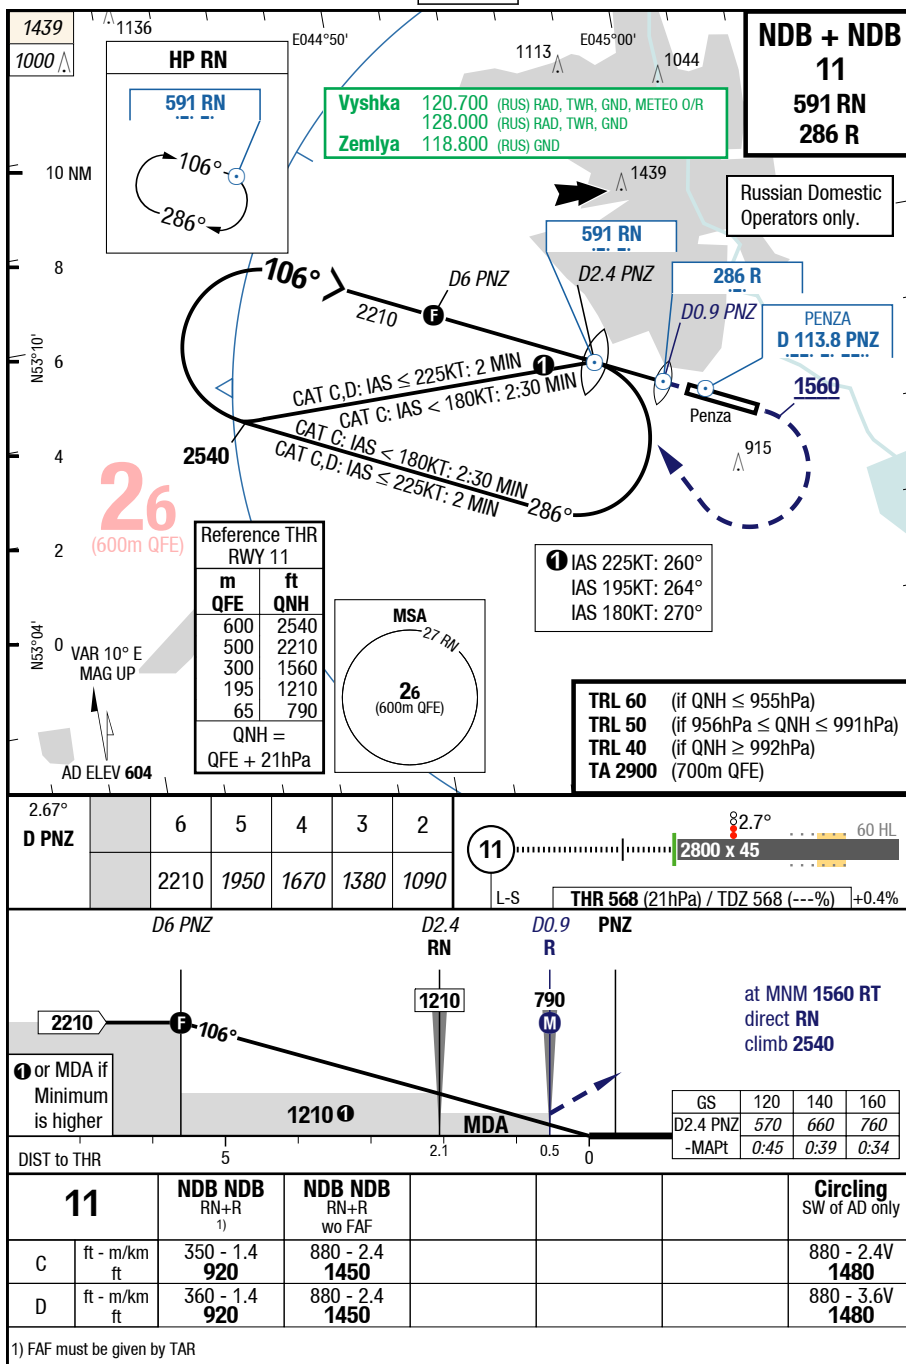 1439
1000
1136
E044°50'
E045°00'
1113
1044
NDB + NDB
11
591 RN
286 R
HP RN
591 RN
106°
286°
Vyshka 120.700 (RUS) RAD, TWR, GND, METEO O/R
128.000 (RUS) RAD, TWR, GND
Zemlya 118.800 (RUS) GND
10 NM
1439
Russian Domestic
Operators only.
591 RN
8
106°
D6 PNZ
D2.4 PNZ
286 R
2210
F
D0.9 PNZ
PENZA
D 113.8 PNZ
N53°10'
6
1
CAT C,D: IAS ≤ 225KT: 2 MIN
CAT C: IAS < 180KT: 2:30 MIN
1560
Penza
2540
CAT C: IAS < 180KT: 2:30 MIN
CAT C,D: IAS ≤ 225KT: 2 MIN
286°
915
4
26
(600m QFE)
2
Reference THR
RWY 11
m ft
QFE QNH
600 2540
500 2210
300 1560
195 1210
65 790
QNH =
QFE + 21hPa
1 IAS 225KT: 260°
IAS 195KT: 264°
IAS 180KT: 270°
MSA
27 RN
26
(600m QFE)
N53°04'
0
VAR 10° E
MAG UP
AD ELEV 604
TRL 60 (if QNH ≤ 955hPa)
TRL 50 (if 956hPa ≤ QNH ≤ 991hPa)
TRL 40 (if QNH ≥ 992hPa)
TA 2900 (700m QFE)
2.67°
D PNZ 6 5 4 3 2
2210 1950 1670 1380 1090
11
2.7°
60 HL
2800 x 45
L-S
THR 568 (21hPa) / TDZ 568 (---%) +0.4%
D6 PNZ D2.4 D0.9 PNZ
RN R
1210 790
2210
F
106°
M
at MNM 1560 RT
direct RN
climb 2540
1 or MDA if
Minimum
is higher
1210 1
MDA
GS 120 140 160
D2.4 PNZ 570 660 760
-MAPt 0:45 0:39 0:34
DIST to THR 5 2.1 0.5 0
11 NDB NDB NDB NDB Circling
RN+R RN+R SW of AD only
1) wo FAF
C ft - m/km 350 - 1.4 880 - 2.4 880 - 2.4V
ft 920 1450 1480
D ft - m/km 360 - 1.4 880 - 2.4 880 - 3.6V
ft 920 1450 1480
1) FAF must be given by TAR